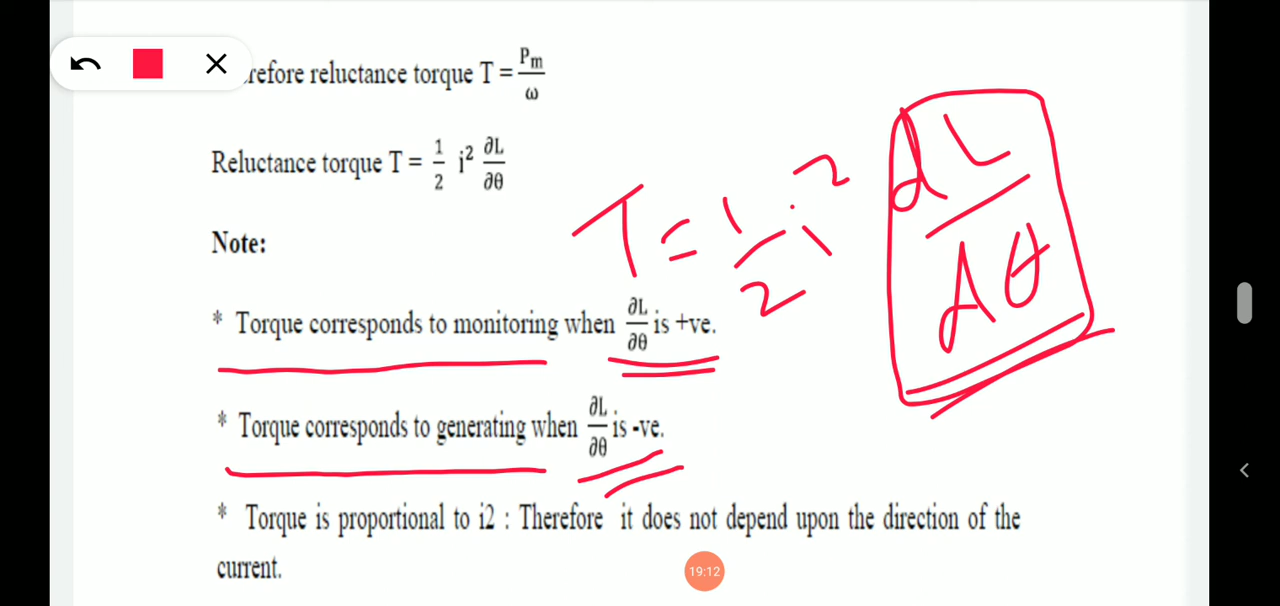 refore reluctance torque T = Pm/ω
Reluctance torque T = 1/2 i² ∂L/∂θ
T = 1/2 i² dL/dθ
Note:
* Torque corresponds to monitoring when ∂L/∂θ is +ve.
* Torque corresponds to generating when ∂L/∂θ is -ve.
* Torque is proportional to i2 : Therefore it does not depend upon the direction of the
current.
19:12